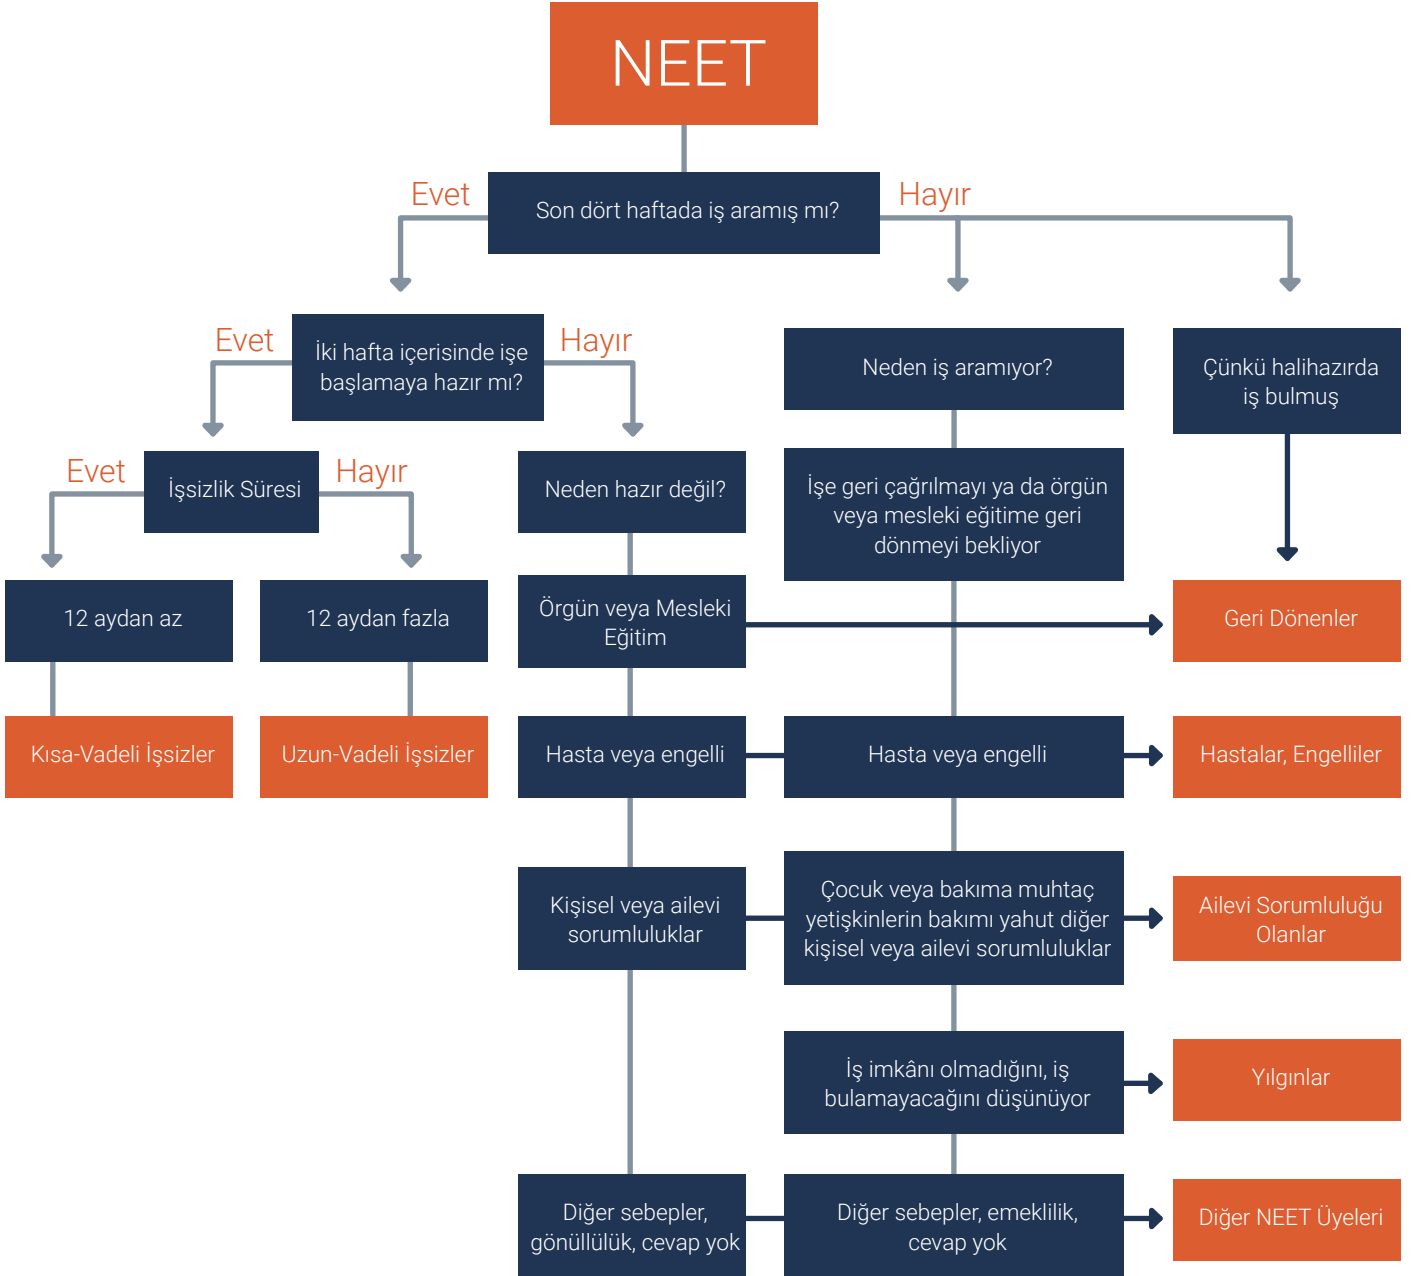 NEET
Evet
Son dört haftada iş aramış mı?
Hayır
Evet
İki hafta içerisinde işe
başlamaya hazır mı?
Hayır
Neden iş aramıyor?
Çünkü halihazırda
iş bulmuş
Evet
İşsizlik Süresi
Hayır
Neden hazır değil?
İşe geri çağrılmayı ya da örgün
veya mesleki eğitime geri
dönmeyi bekliyor
12 aydan az
12 aydan fazla
Örgün veya Mesleki
Eğitim
Geri Dönenler
Kısa-Vadeli İşsizler
Uzun-Vadeli İşsizler
Hasta veya engelli
Hasta veya engelli
Hastalar, Engelliler
Kişisel veya ailevi
sorumluluklar
Çocuk veya bakıma muhtaç
yetişkinlerin bakımı yahut diğer
kişisel veya ailevi sorumluluklar
Ailevi Sorumluluğu
Olanlar
İş imkânı olmadığını, iş
bulamayacağını düşünüyor
Yılgınlar
Diğer sebepler,
gönüllülük, cevap yok
Diğer sebepler, emeklilik,
cevap yok
Diğer NEET Üyeleri